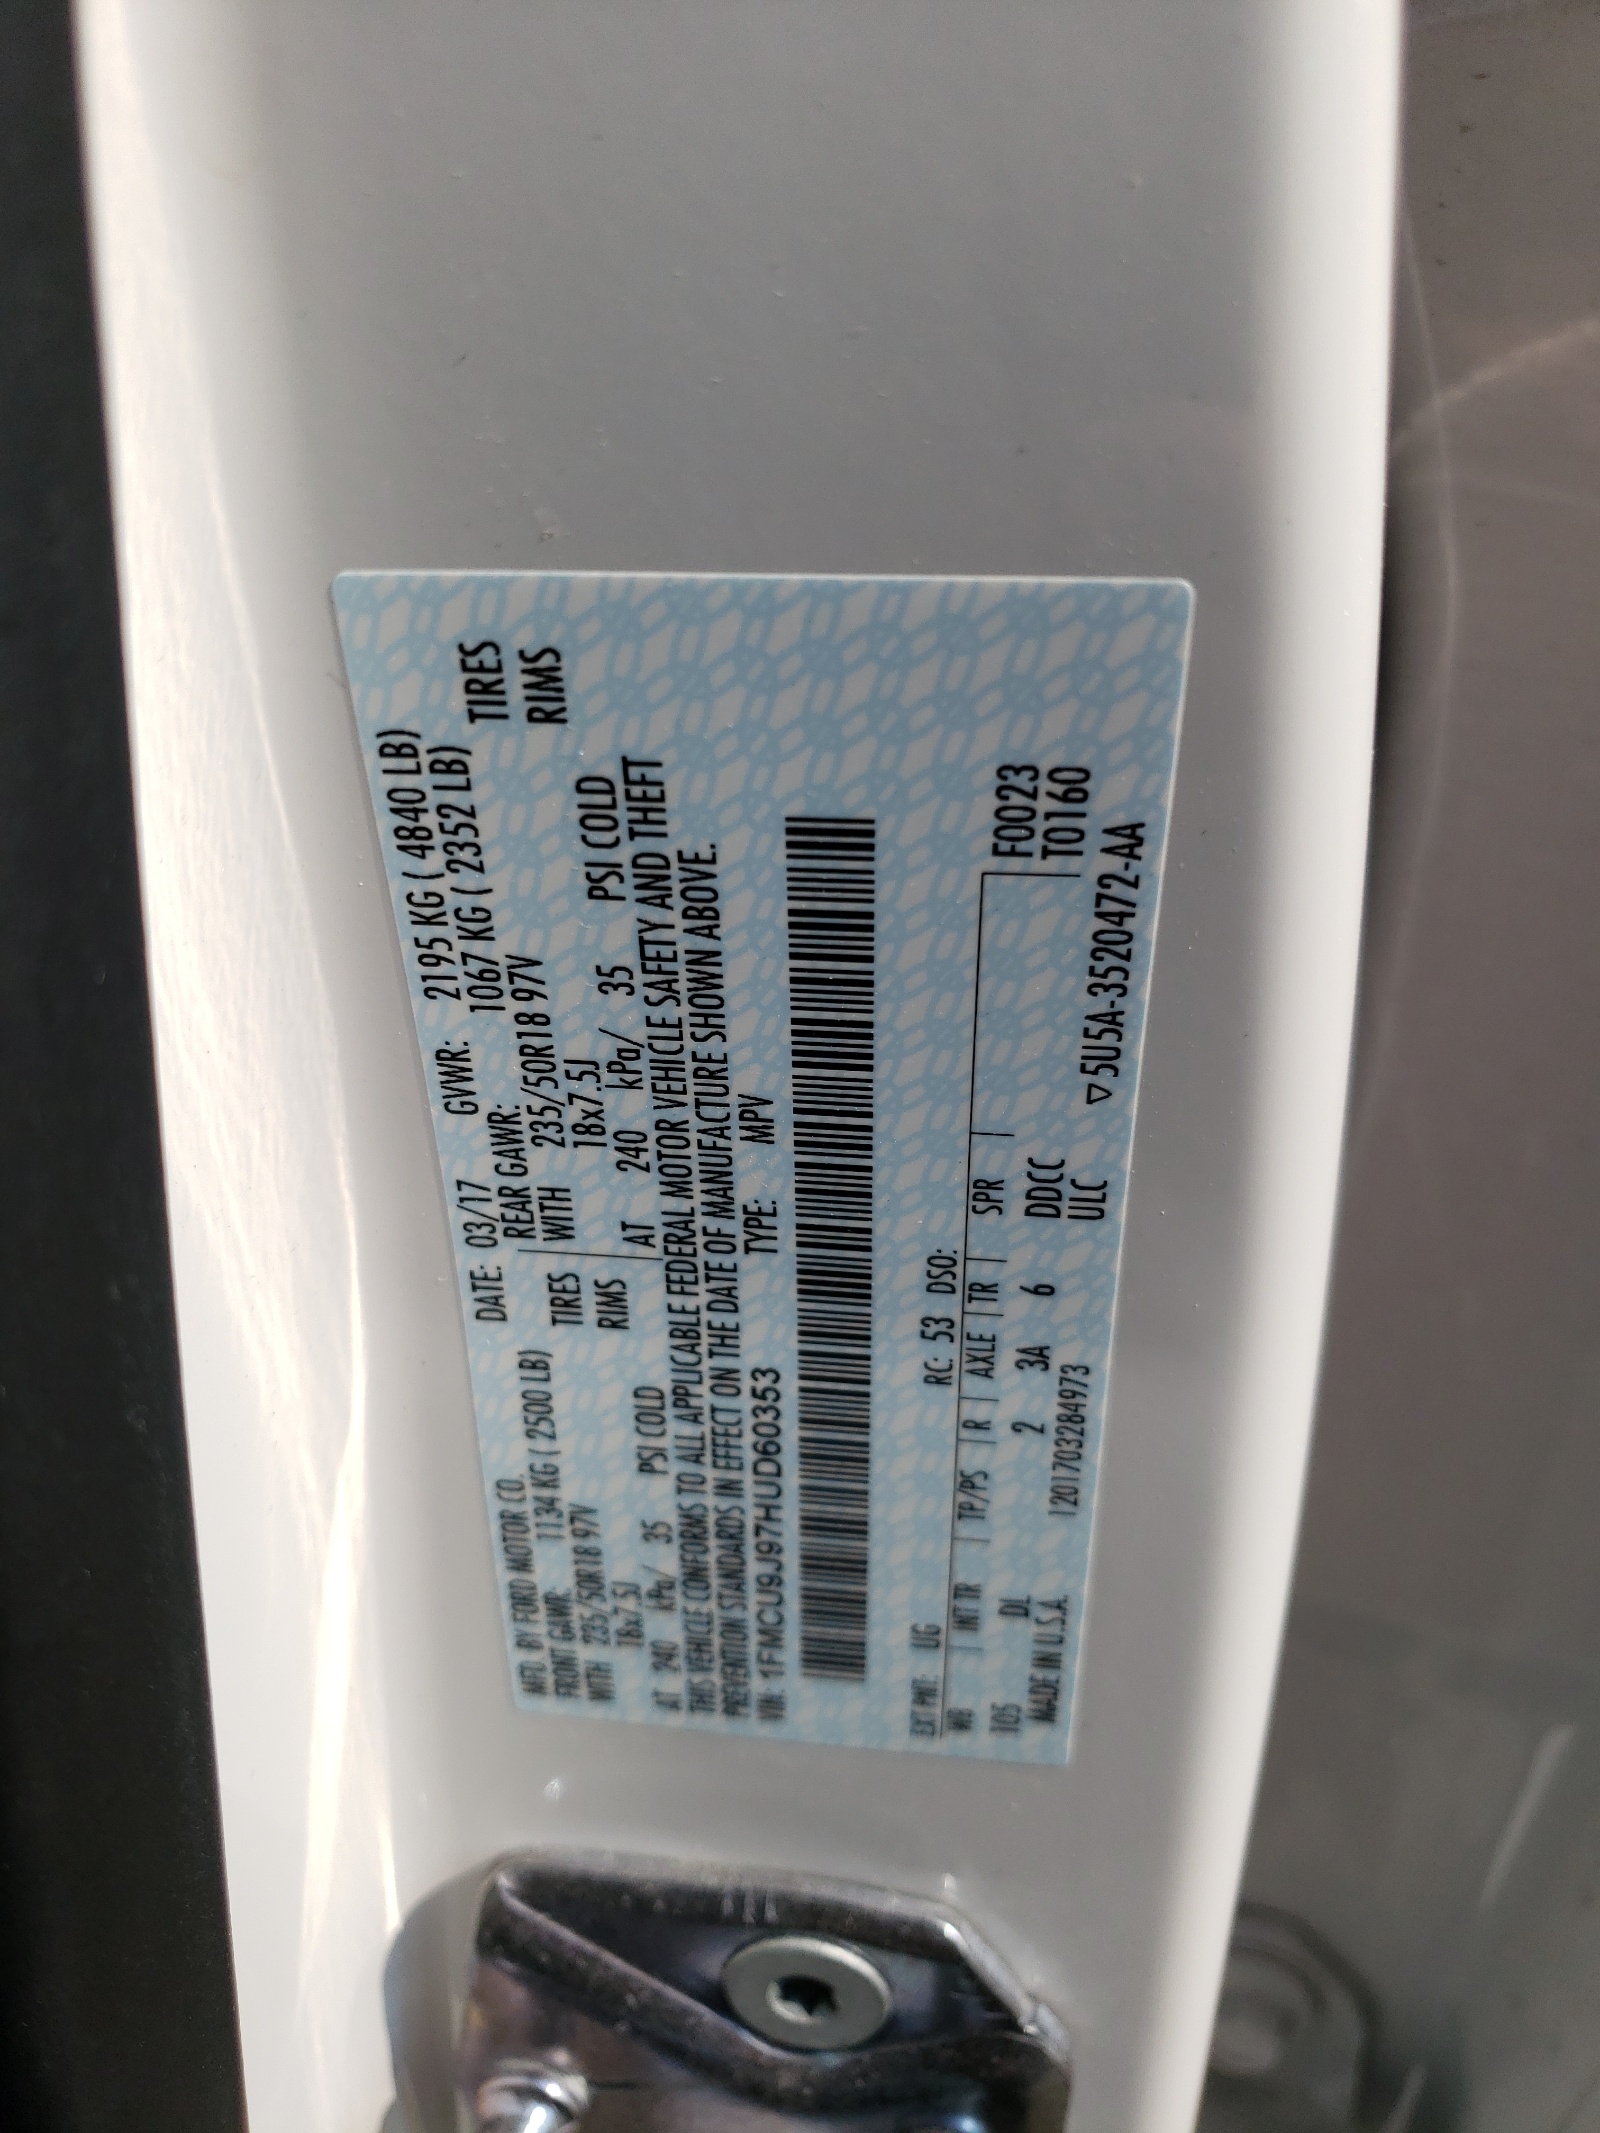 MFD. BY FORD MOTOR CO. DATE: 03/17 GVWR: 2195 KG ( 4840 LB)
FRONT GAWR: 1134 KG ( 2500 LB) REAR GAWR: 1067 KG ( 2352 LB)
WITH 235/50R18 97V TIRES WITH 235/50R18 97V TIRES
18x7.5J RIMS 18x7.5J RIMS
AT 240 kPa/ 35 PSI COLD AT 240 kPa/ 35 PSI COLD
THIS VEHICLE CONFORMS TO ALL APPLICABLE FEDERAL MOTOR VEHICLE SAFETY AND THEFT
PREVENTION STANDARDS IN EFFECT ON THE DATE OF MANUFACTURE SHOWN ABOVE.
VIN: 1FMCU9J97HUD60353 TYPE: MPV
EXT PNT: UG RC: 53 DSO:
WB | INT TR | TP/PS | R | AXLE | TR | SPR | F0023
105 DL 2 3A 6 DDCC T0160
MADE IN U.S.A. 1201703284973 ULC ▽5U5A-3520472-AA